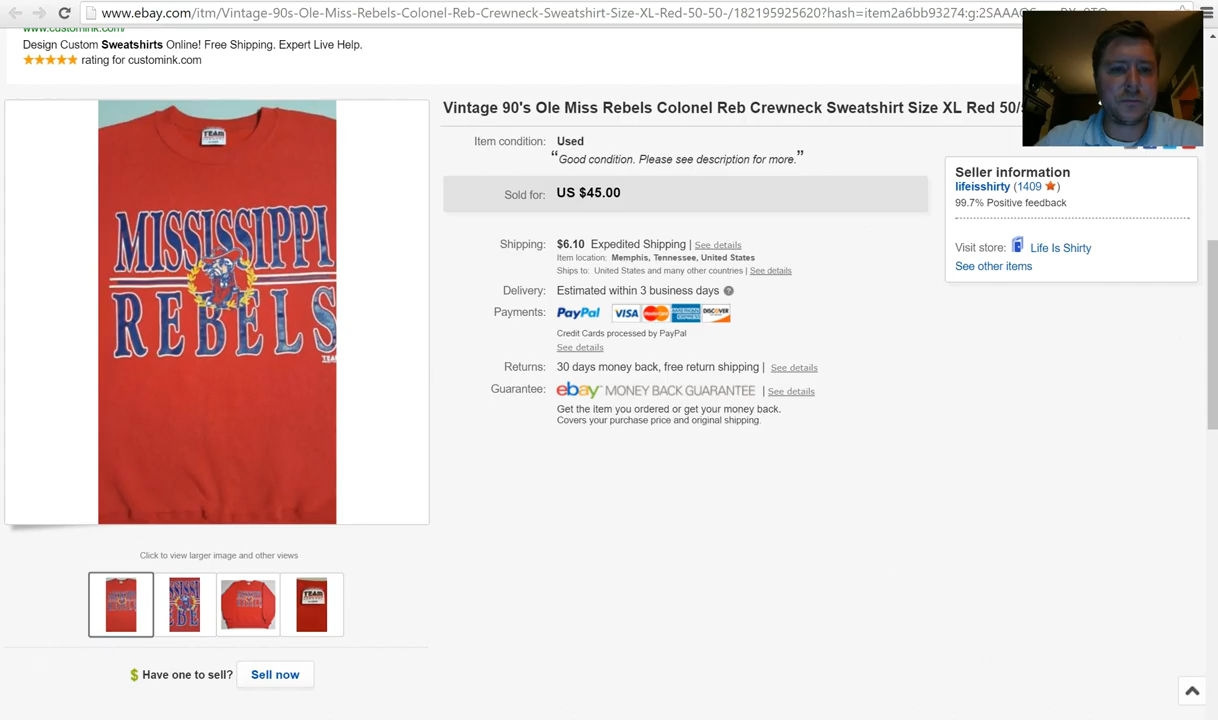 www.ebay.com/itm/Vintage-90s-Ole-Miss-Rebels-Colonel-Reb-Crewneck-Sweatshirt-Size-XL-Red-50-50-/182195925620?hash=item2a6bb93274:g:2SAAAOS
www.customink.com/
Design Custom Sweatshirts Online! Free Shipping. Expert Live Help.
★★★★★ rating for customink.com
Vintage 90's Ole Miss Rebels Colonel Reb Crewneck Sweatshirt Size XL Red 50/
Item condition: Used
“Good condition. Please see description for more.”
Sold for: US $45.00
Shipping: $6.10 Expedited Shipping | See details
Item location: Memphis, Tennessee, United States
Ships to: United States and many other countries | See details
Delivery: Estimated within 3 business days
Payments: PayPal VISA MasterCard AMERICAN EXPRESS DISCOVER
Credit Cards processed by PayPal
See details
Returns: 30 days money back, free return shipping | See details
Guarantee: ebay MONEY BACK GUARANTEE | See details
Get the item you ordered or get your money back.
Covers your purchase price and original shipping.
Seller information
lifeisshirty (1409 ★)
99.7% Positive feedback
Visit store: Life Is Shirty
See other items
TEAM
MISSISSIPPI
REBELS
TEA
Click to view larger image and other views
TEAM
$ Have one to sell? Sell now